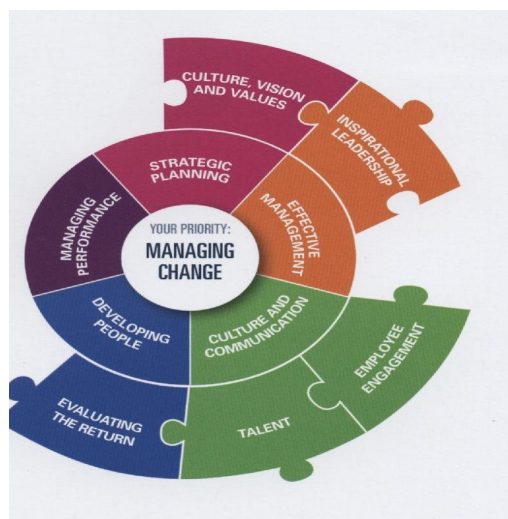 CULTURE, VISION
AND VALUES
INSPIRATIONAL
LEADERSHIP
STRATEGIC
PLANNING
EFFECTIVE
MANAGEMENT
MANAGING
PERFORMANCE
YOUR PRIORITY:
MANAGING
CHANGE
DEVELOPING
PEOPLE
CULTURE AND
COMMUNICATION
EMPLOYEE
ENGAGEMENT
EVALUATING
THE RETURN
TALENT